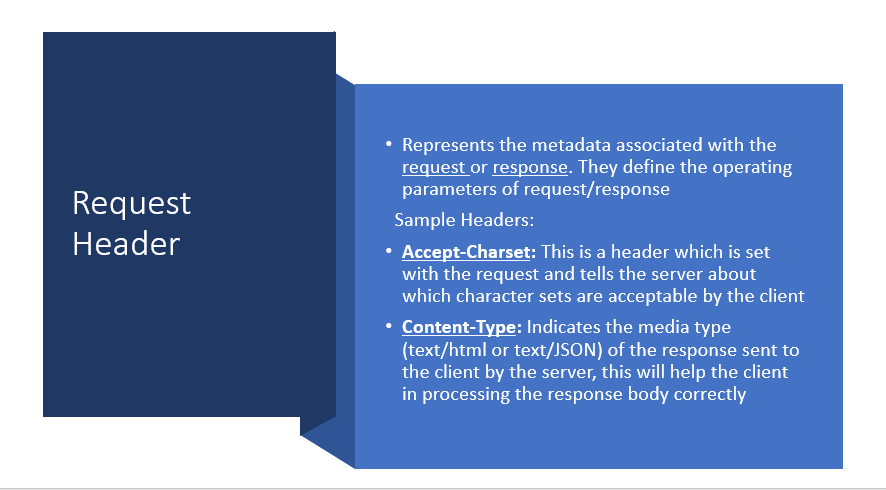 Request
Header
• Represents the metadata associated with the
request or response. They define the operating
parameters of request/response
Sample Headers:
• Accept-Charset: This is a header which is set
with the request and tells the server about
which character sets are acceptable by the client
• Content-Type: Indicates the media type
(text/html or text/JSON) of the response sent to
the client by the server, this will help the client
in processing the response body correctly